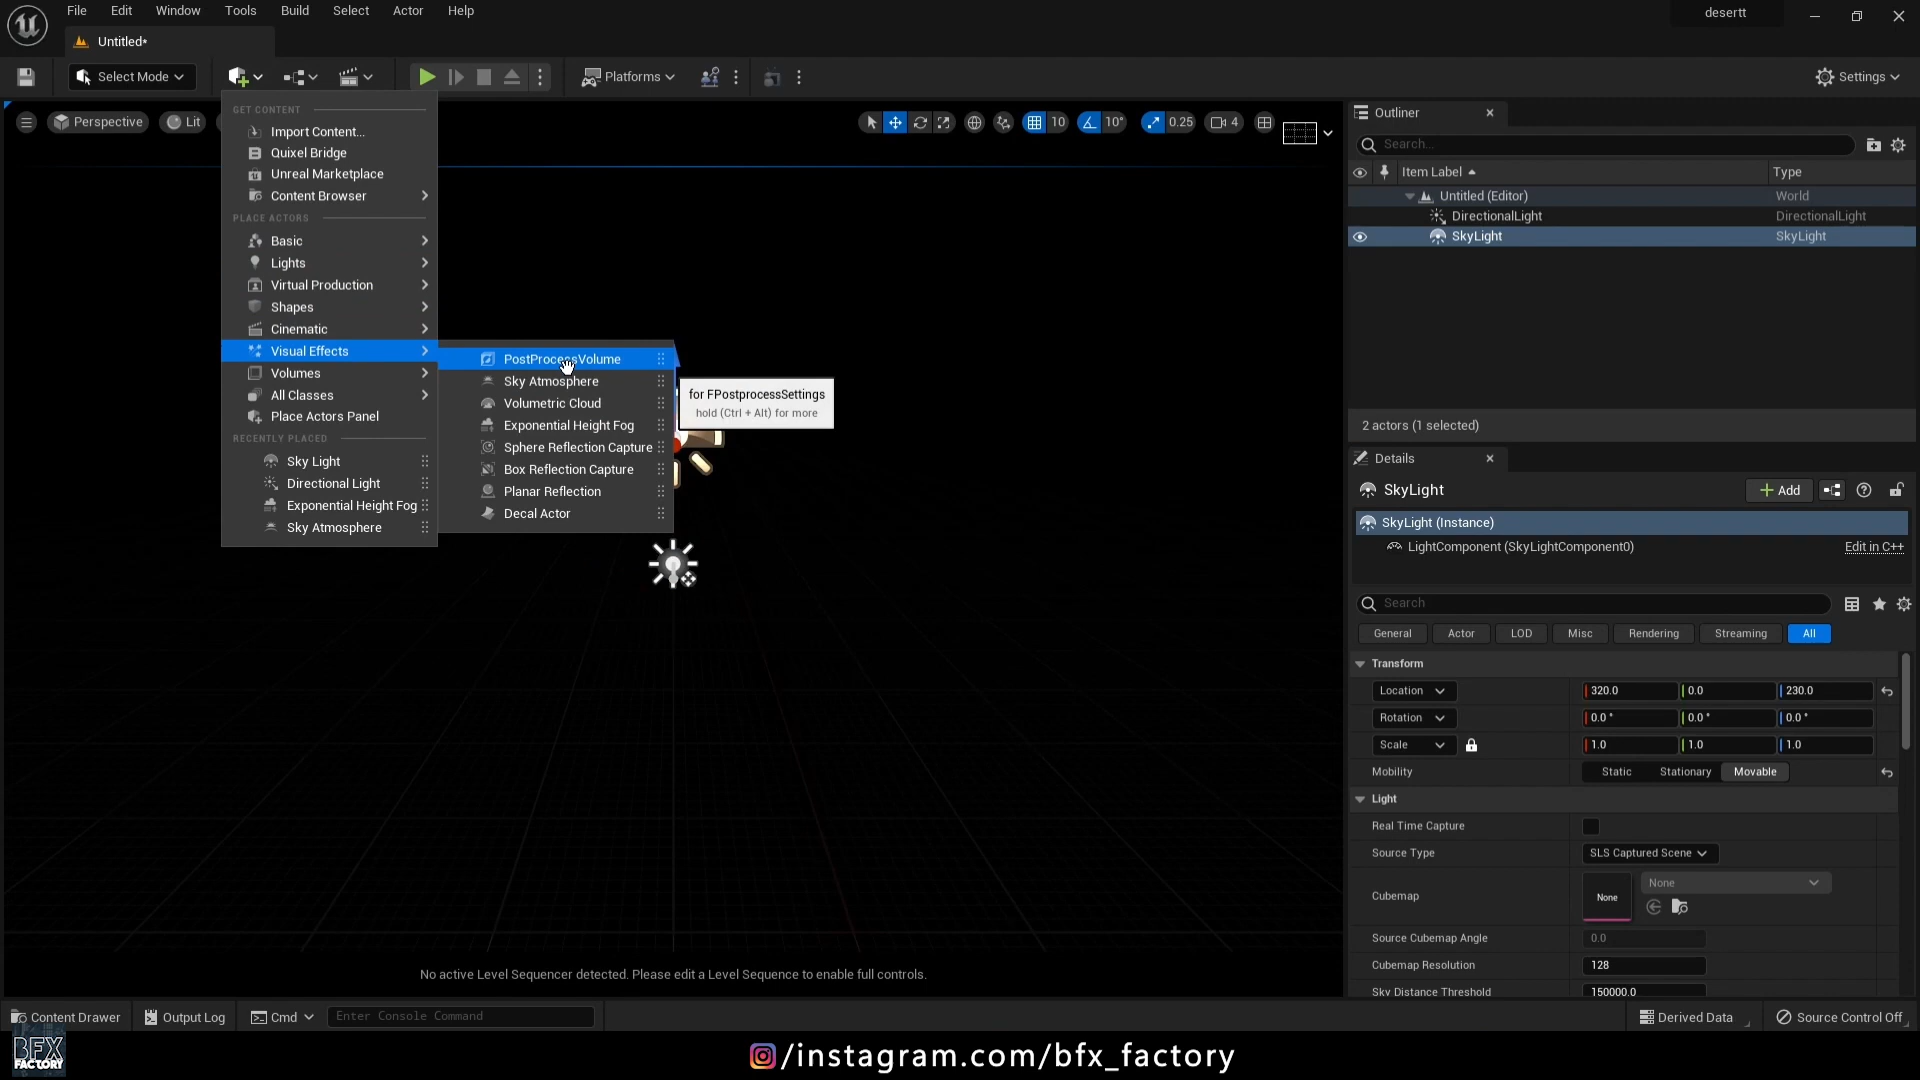 File Edit Window Tools Build Select Actor Help
desertt
Untitled*
Select Mode
Platforms
Settings
Perspective
Lit
10
10°
0.25
4
GET CONTENT
Import Content...
Quixel Bridge
Unreal Marketplace
Content Browser
PLACE ACTORS
Basic
Lights
Virtual Production
Shapes
Cinematic
Visual Effects
Volumes
All Classes
Place Actors Panel
RECENTLY PLACED
Sky Light
Directional Light
Exponential Height Fog
Sky Atmosphere
PostProcessVolume
Sky Atmosphere
Volumetric Cloud
Exponential Height Fog
Sphere Reflection Capture
Box Reflection Capture
Planar Reflection
Decal Actor
for FPostprocessSettings
hold (Ctrl + Alt) for more
No active Level Sequencer detected. Please edit a Level Sequence to enable full controls.
Outliner
Search...
Item Label Type
Untitled (Editor) World
DirectionalLight DirectionalLight
SkyLight SkyLight
2 actors (1 selected)
Details
SkyLight
Add
SkyLight (Instance)
LightComponent (SkyLightComponent0) Edit in C++
Search
General Actor LOD Misc Rendering Streaming All
Transform
Location 320.0 0.0 230.0
Rotation 0.0 ° 0.0 ° 0.0 °
Scale 1.0 1.0 1.0
Mobility Static Stationary Movable
Light
Real Time Capture
Source Type SLS Captured Scene
Cubemap None None
Source Cubemap Angle 0.0
Cubemap Resolution 128
Sky Distance Threshold 150000.0
Content Drawer Output Log Cmd Enter Console Command
Derived Data Source Control Off
BFX
FACTORY
/instagram.com/bfx_factory